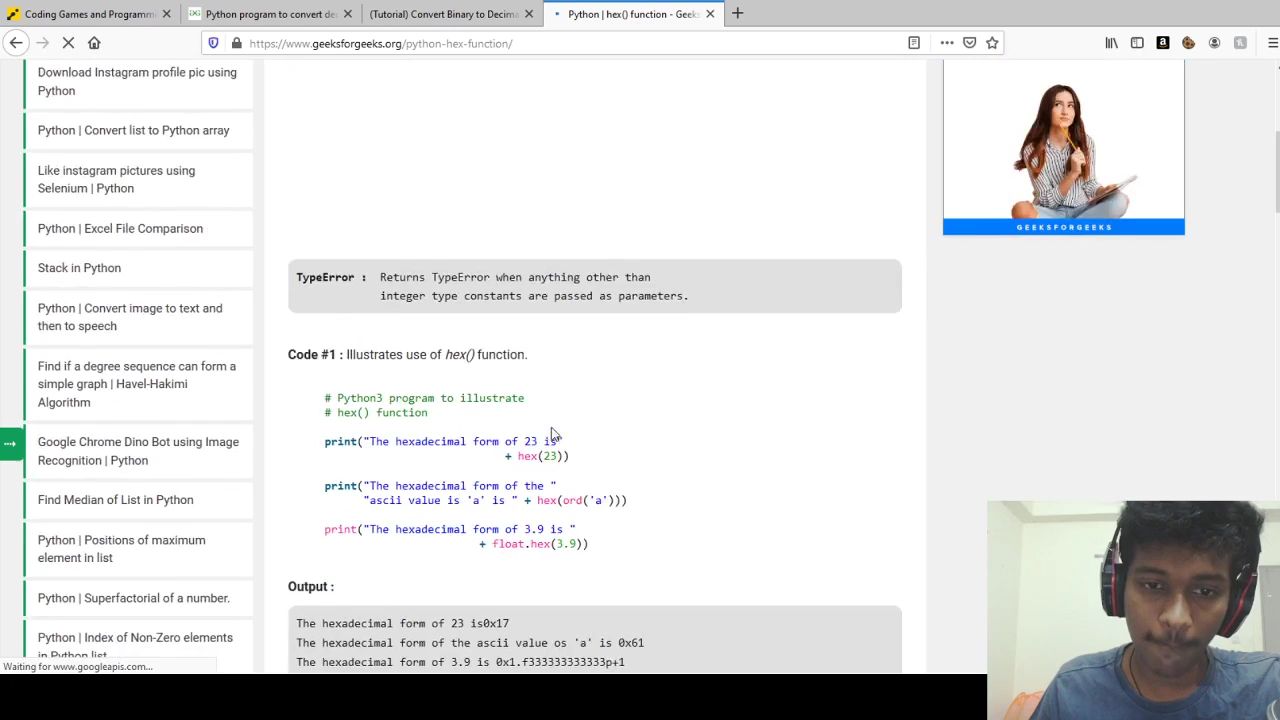 Coding Games and Programmi
Python program to convert de
(Tutorial) Convert Binary to Decima
Python | hex() function - Geeks
https://www.geeksforgeeks.org/python-hex-function/
Download Instagram profile pic using
Python
Python | Convert list to Python array
Like instagram pictures using
Selenium | Python
Python | Excel File Comparison
Stack in Python
Python | Convert image to text and
then to speech
Find if a degree sequence can form a
simple graph | Havel-Hakimi
Algorithm
Google Chrome Dino Bot using Image
Recognition | Python
Find Median of List in Python
Python | Positions of maximum
element in list
Python | Superfactorial of a number.
Python | Index of Non-Zero elements
in Python list
Waiting for www.googleapis.com...
TypeError : Returns TypeError when anything other than
integer type constants are passed as parameters.
Code #1 : Illustrates use of hex() function.
# Python3 program to illustrate
# hex() function
print("The hexadecimal form of 23 is"
+ hex(23))
print("The hexadecimal form of the "
"ascii value is 'a' is " + hex(ord('a')))
print("The hexadecimal form of 3.9 is "
+ float.hex(3.9))
Output :
The hexadecimal form of 23 is0x17
The hexadecimal form of the ascii value os 'a' is 0x61
The hexadecimal form of 3.9 is 0x1.f333333333333p+1
GEEKSFORGEEKS